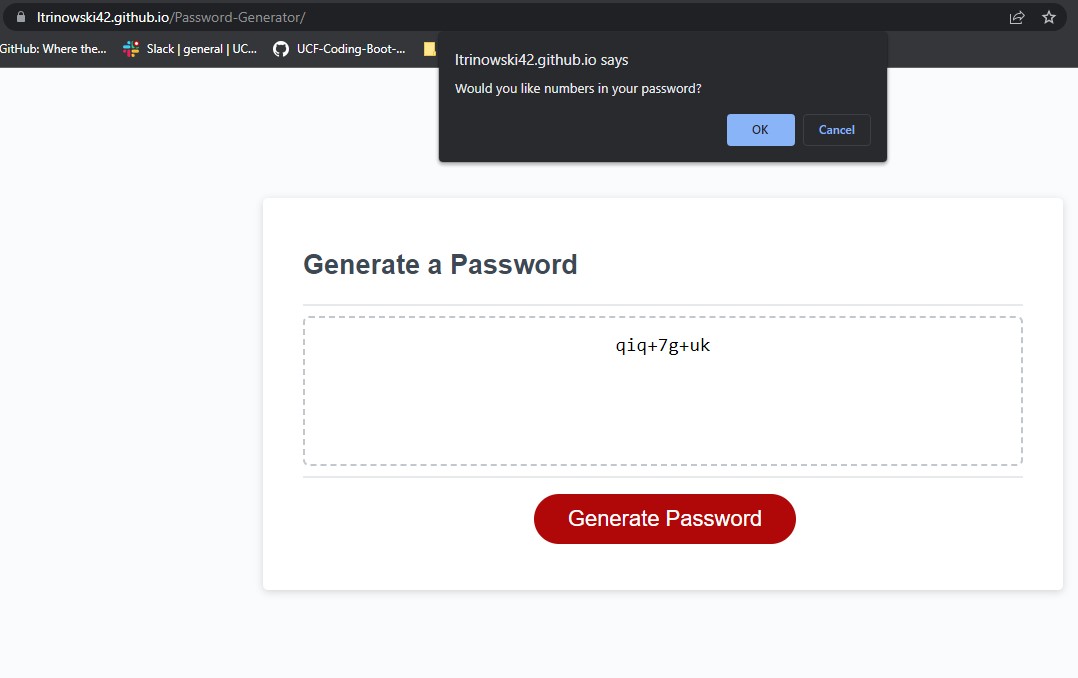 ltrinowski42.github.io/Password-Generator/
GitHub: Where the...
Slack | general | UC...
UCF-Coding-Boot-...
ltrinowski42.github.io says
Would you like numbers in your password?
OK
Cancel
Generate a Password
qiq+7g+uk
Generate Password